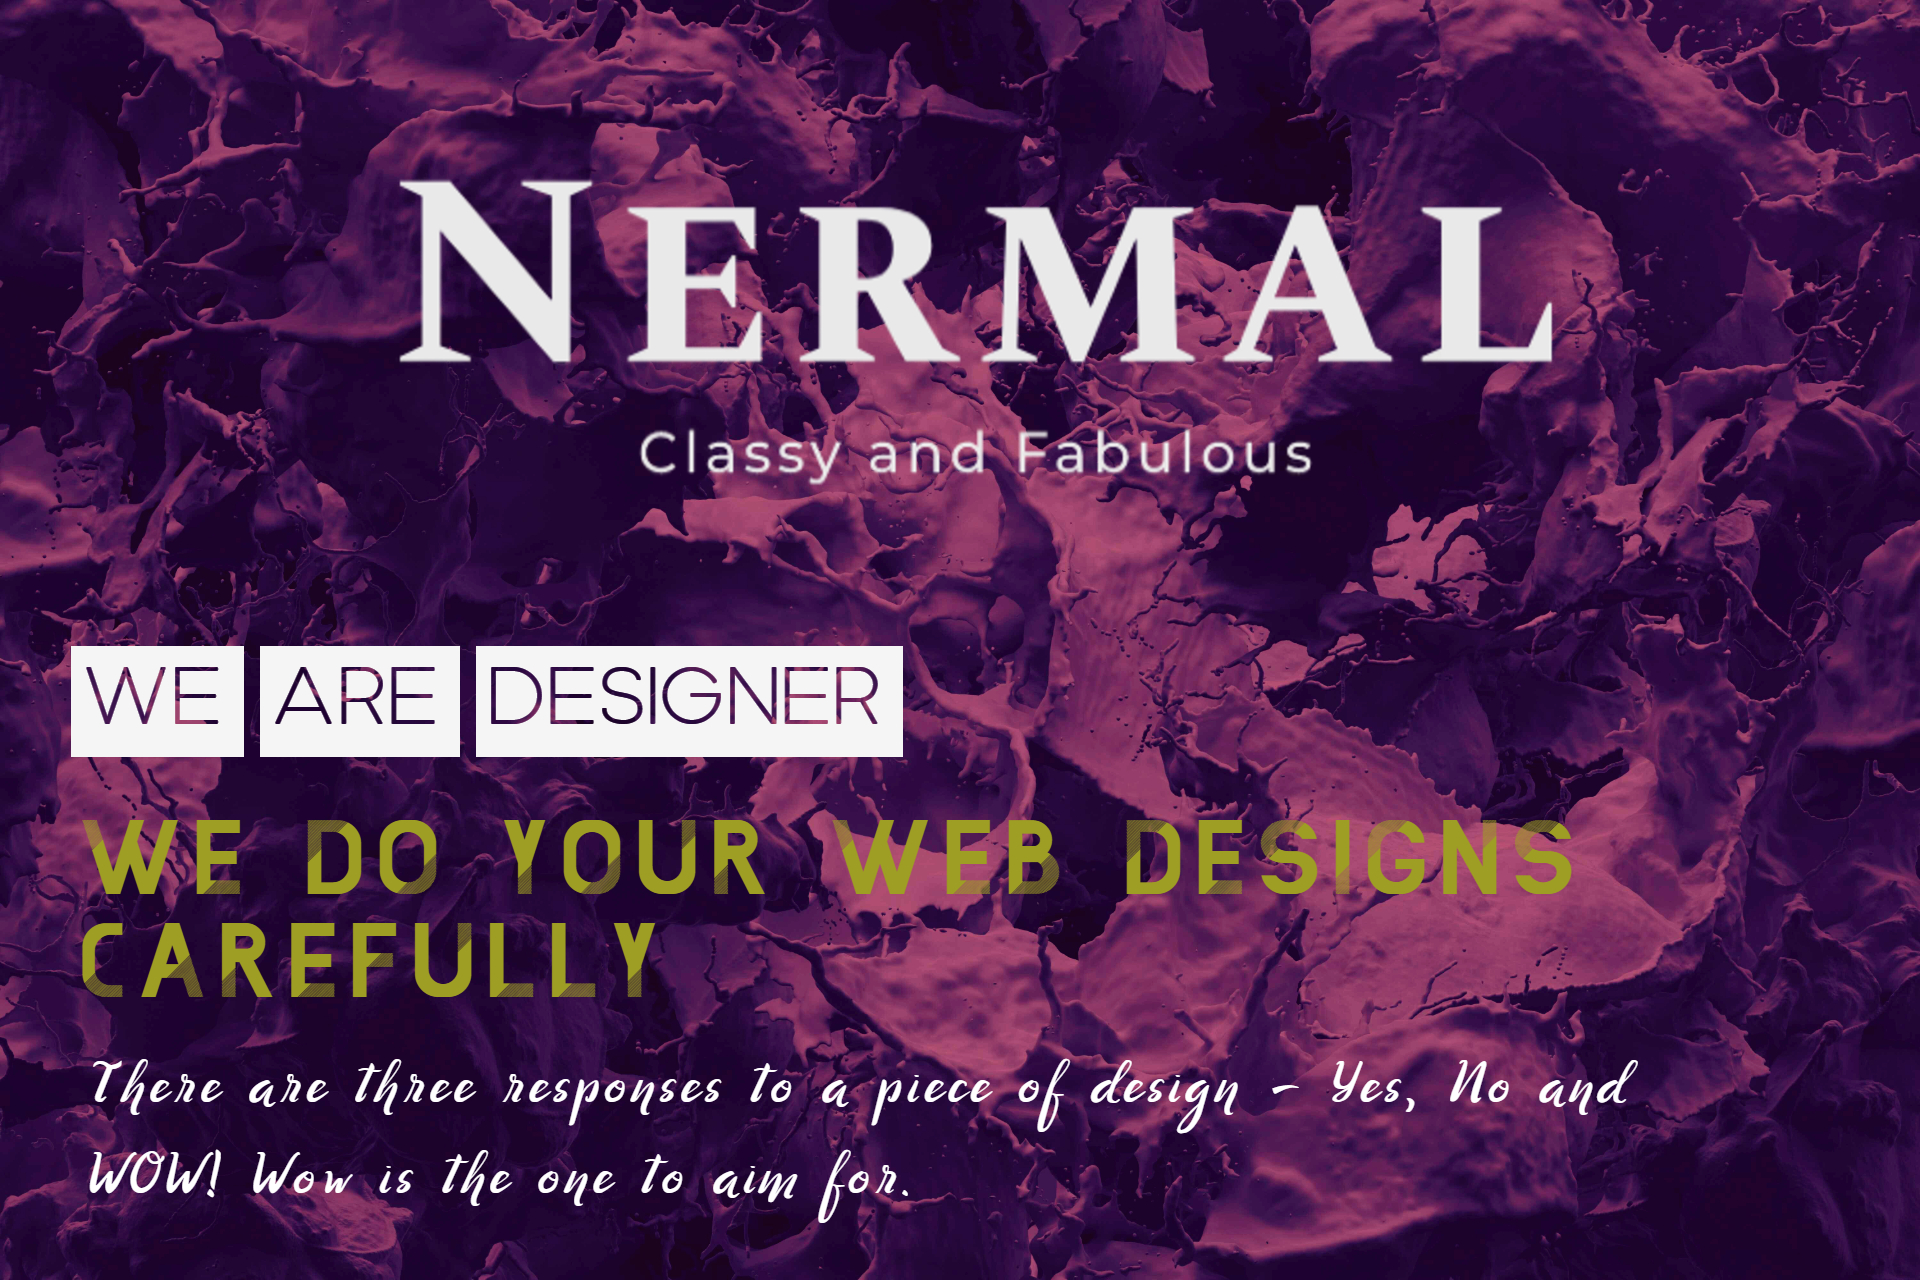 NERMAL
Classy and Fabulous
WE ARE DESIGNER
WE DO YOUR WEB DESIGNS
CAREFULLY
There are three responses to a piece of design - Yes, No and
WOW! Wow is the one to aim for.